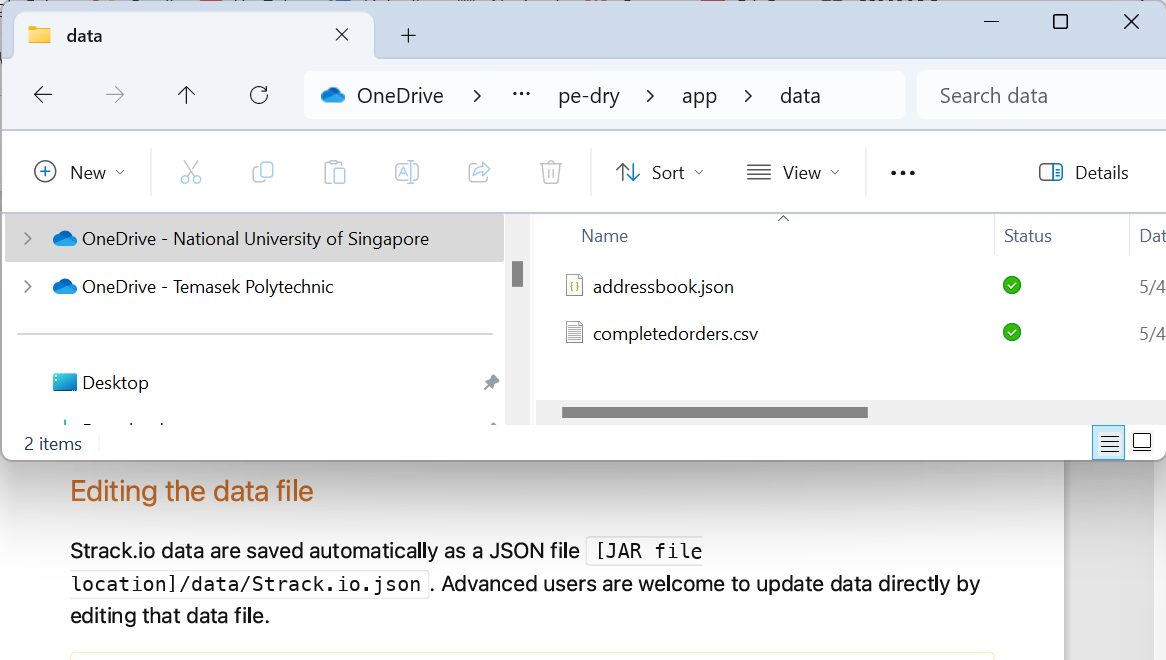 data
OneDrive > ... pe-dry > app > data
Search data
New
Sort
View
Details
OneDrive - National University of Singapore
OneDrive - Temasek Polytechnic
Desktop
Name
Status
Dat
addressbook.json
5/4
completedorders.csv
5/4
2 items
Editing the data file
Strack.io data are saved automatically as a JSON file [JAR file
location]/data/Strack.io.json . Advanced users are welcome to update data directly by
editing that data file.